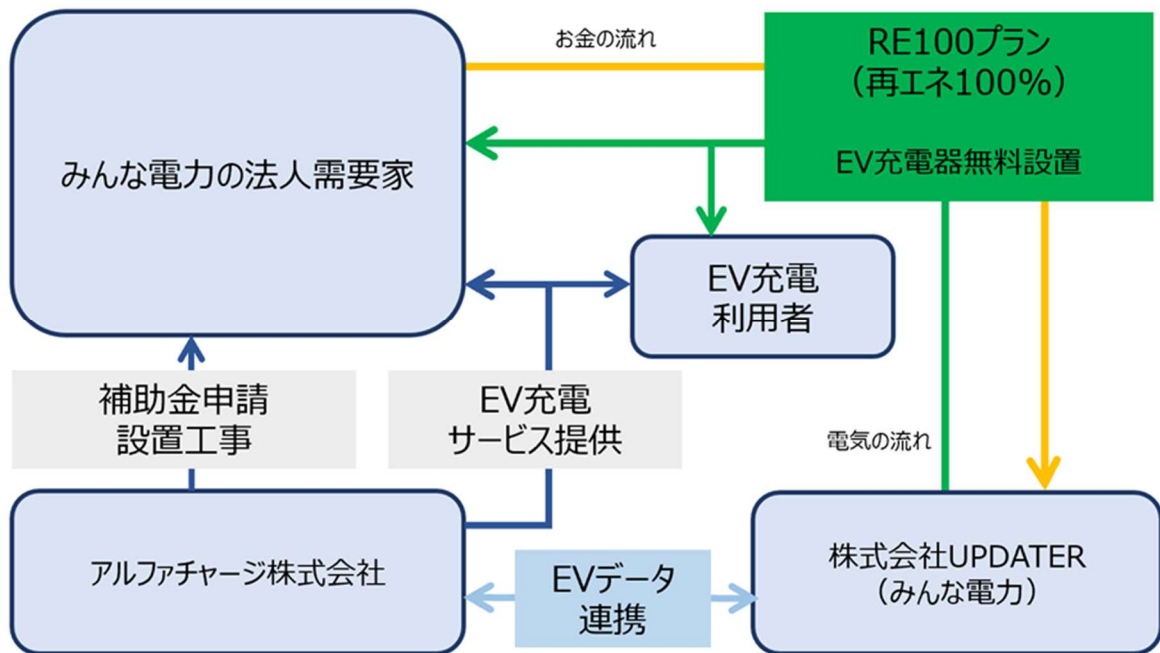 お金の流れ
RE100プラン
（再エネ100%）
EV充電器無料設置
みんな電力の法人需要家
EV充電
利用者
補助金申請
設置工事
EV充電
サービス提供
電気の流れ
アルファチャージ株式会社
EVデータ
連携
株式会社UPDATER
（みんな電力）